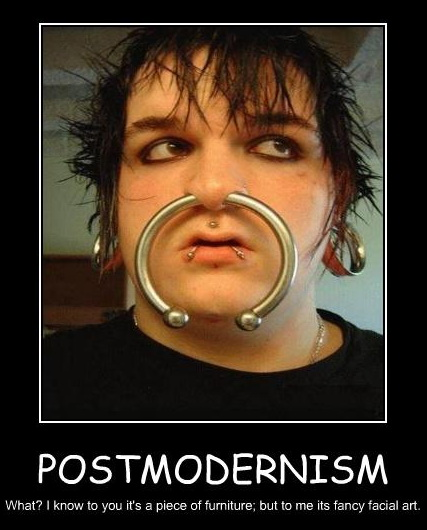 POSTMODERNISM
What? I know to you it's a piece of furniture; but to me its fancy facial art.